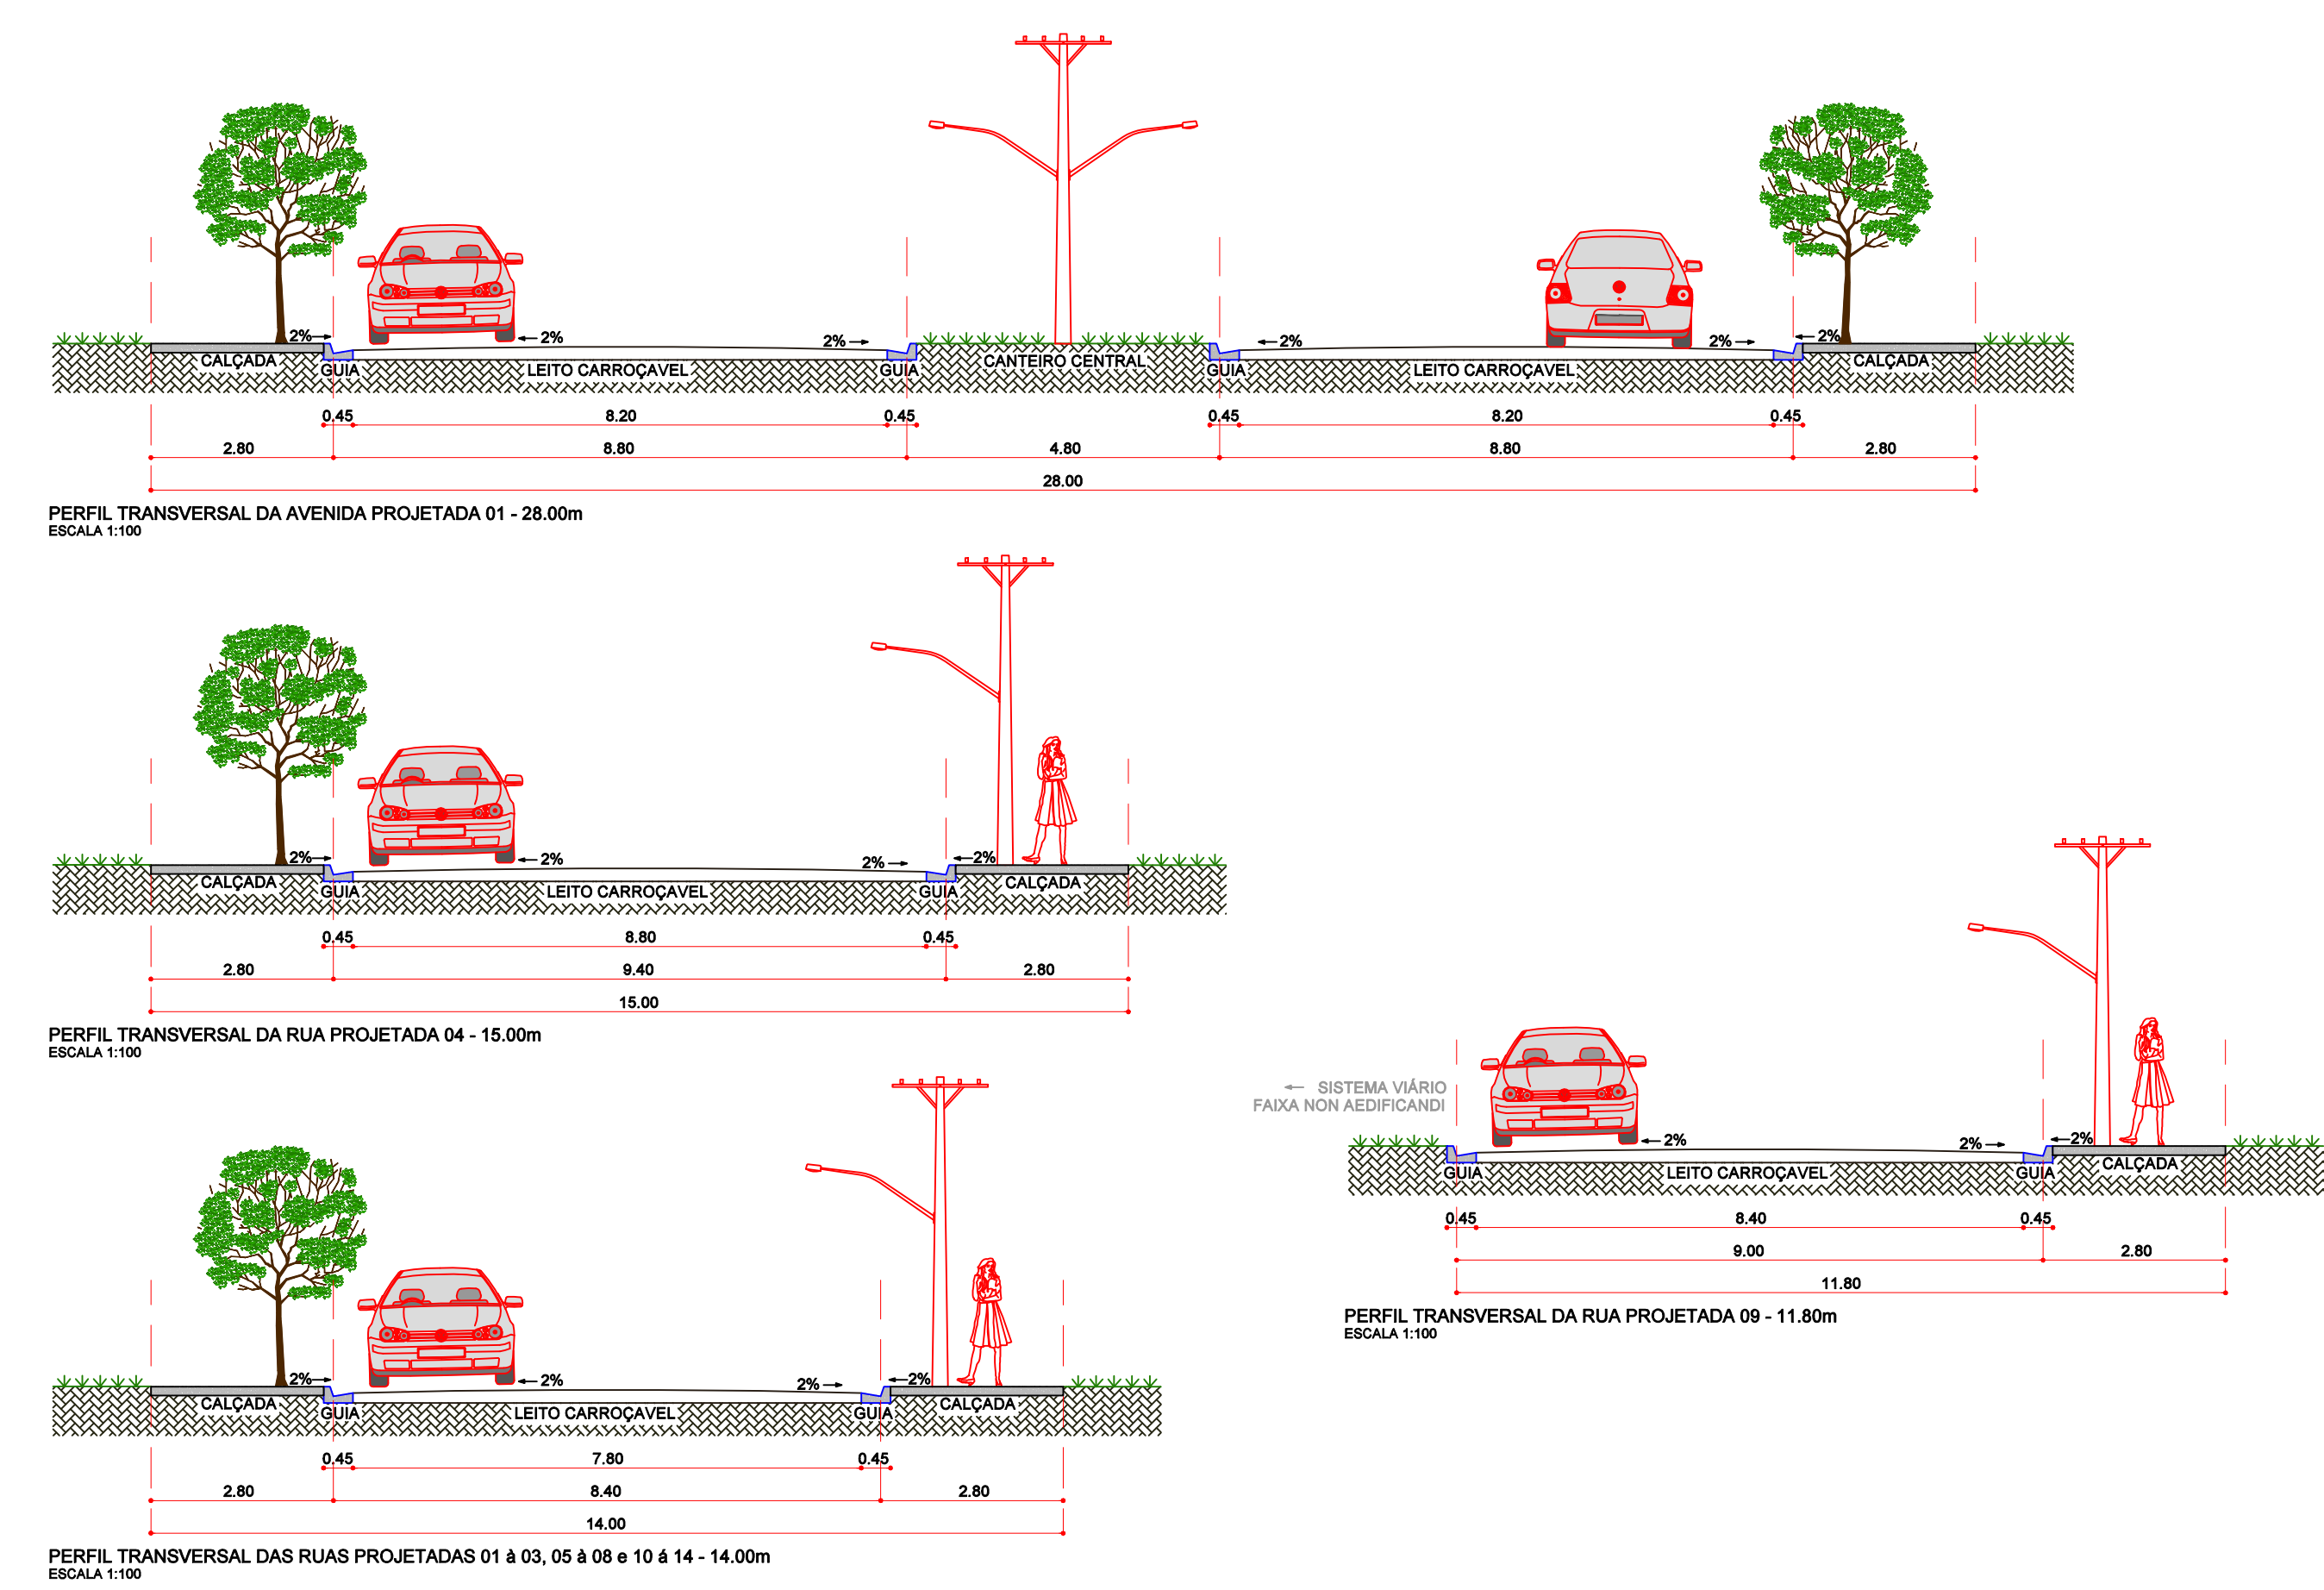 2%
2%
2%
2%
2%
2%
CALÇADA
GUIA
LEITO CARROÇAVEL
GUIA
CANTEIRO CENTRAL
GUIA
LEITO CARROÇAVEL
CALÇADA
0.45
8.20
0.45
0.45
8.20
0.45
2.80
8.80
4.80
8.80
2.80
28.00
PERFIL TRANSVERSAL DA AVENIDA PROJETADA 01 - 28.00m
ESCALA 1:100
2%
2%
2%
2%
CALÇADA
GUIA
LEITO CARROÇAVEL
GUIA
CALÇADA
0.45
8.80
0.45
2.80
9.40
2.80
15.00
PERFIL TRANSVERSAL DA RUA PROJETADA 04 - 15.00m
ESCALA 1:100
SISTEMA VIÁRIO
FAIXA NON AEDIFICANDI
2%
2%
2%
GUIA
LEITO CARROÇAVEL
GUIA
CALÇADA
0.45
8.40
0.45
9.00
2.80
11.80
PERFIL TRANSVERSAL DA RUA PROJETADA 09 - 11.80m
ESCALA 1:100
2%
2%
2%
2%
CALÇADA
GUIA
LEITO CARROÇAVEL
GUIA
CALÇADA
0.45
7.80
0.45
2.80
8.40
2.80
14.00
PERFIL TRANSVERSAL DAS RUAS PROJETADAS 01 à 03, 05 à 08 e 10 á 14 - 14.00m
ESCALA 1:100